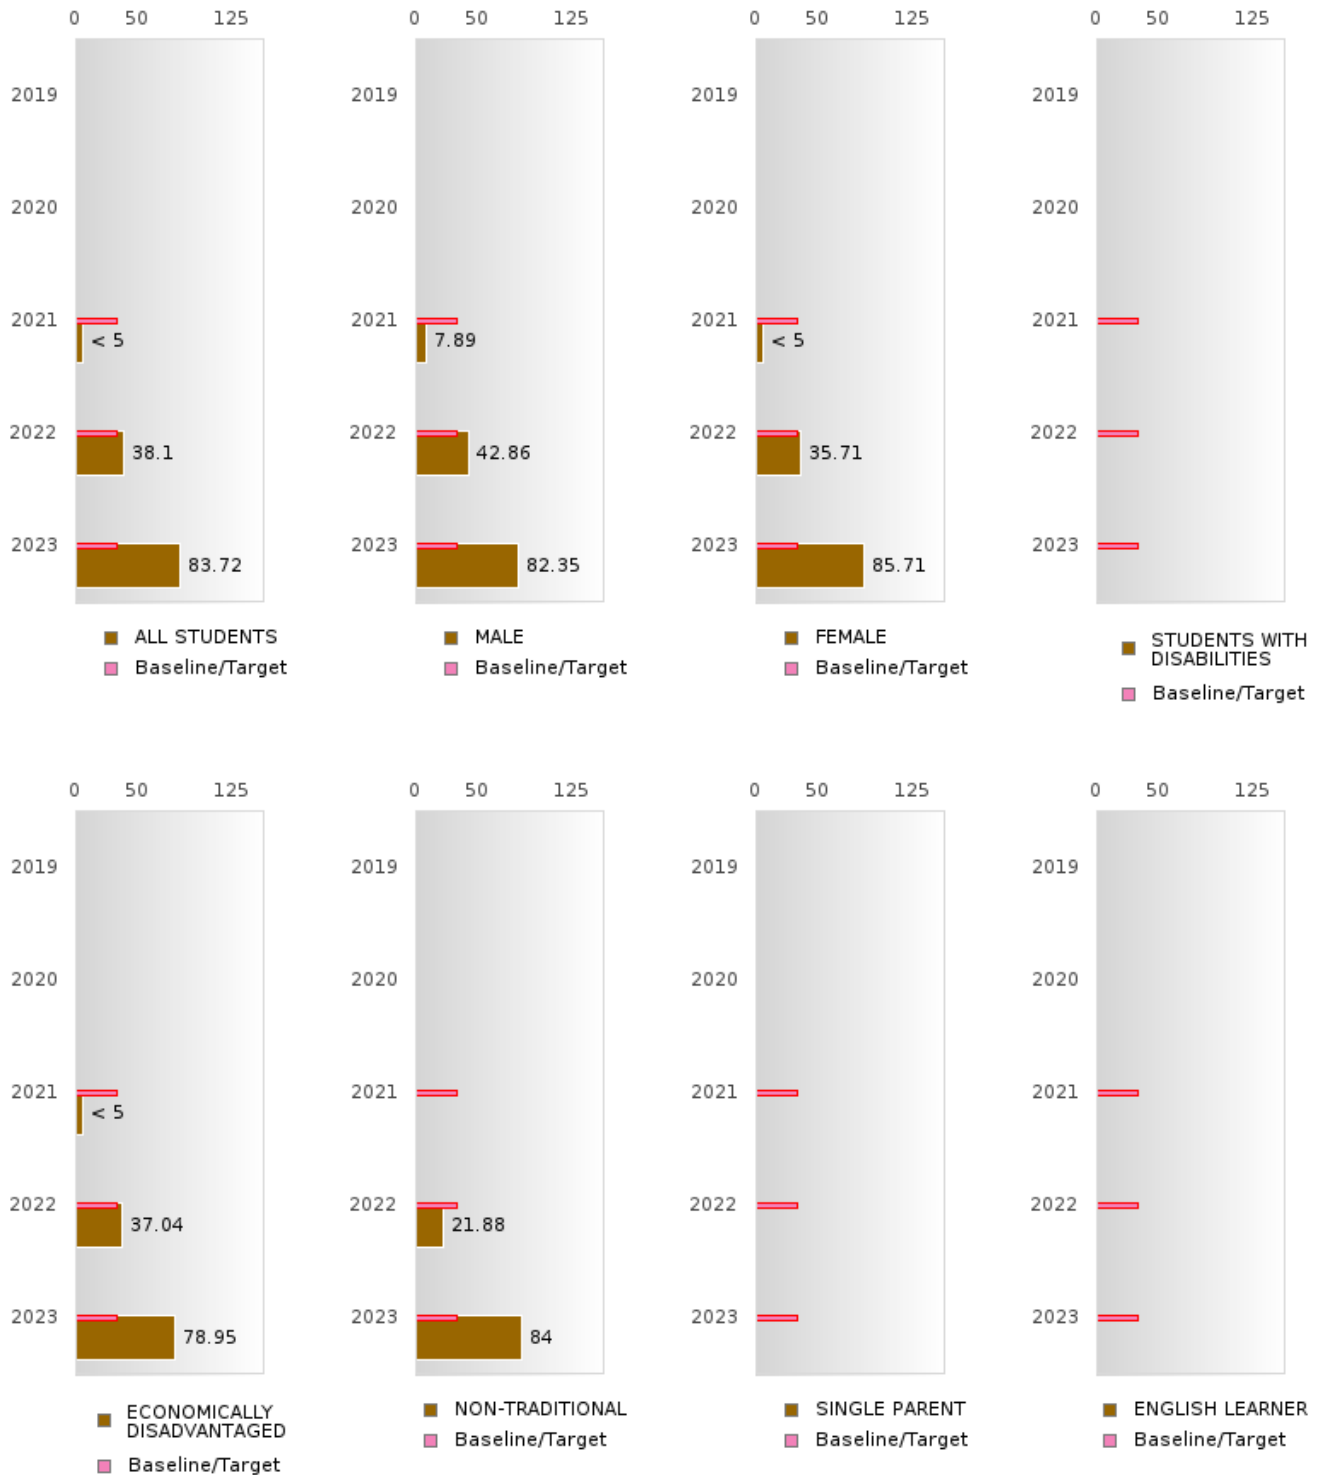 0 50 125
0 50 125
0 50 125
0 50 125
2019
2019
2019
2019
2020
2020
2020
2020
2021
2021
2021
2021
< 5
7.89
< 5
2022
2022
2022
2022
38.1
42.86
35.71
2023
2023
2023
2023
83.72
82.35
85.71
ALL STUDENTS
Baseline/Target
MALE
Baseline/Target
FEMALE
Baseline/Target
STUDENTS WITH
DISABILITIES
Baseline/Target
0 50 125
0 50 125
0 50 125
0 50 125
2019
2019
2019
2019
2020
2020
2020
2020
2021
2021
2021
2021
< 5
2022
2022
2022
2022
37.04
21.88
2023
2023
2023
2023
78.95
84
ECONOMICALLY
DISADVANTAGED
Baseline/Target
NON-TRADITIONAL
Baseline/Target
SINGLE PARENT
Baseline/Target
ENGLISH LEARNER
Baseline/Target